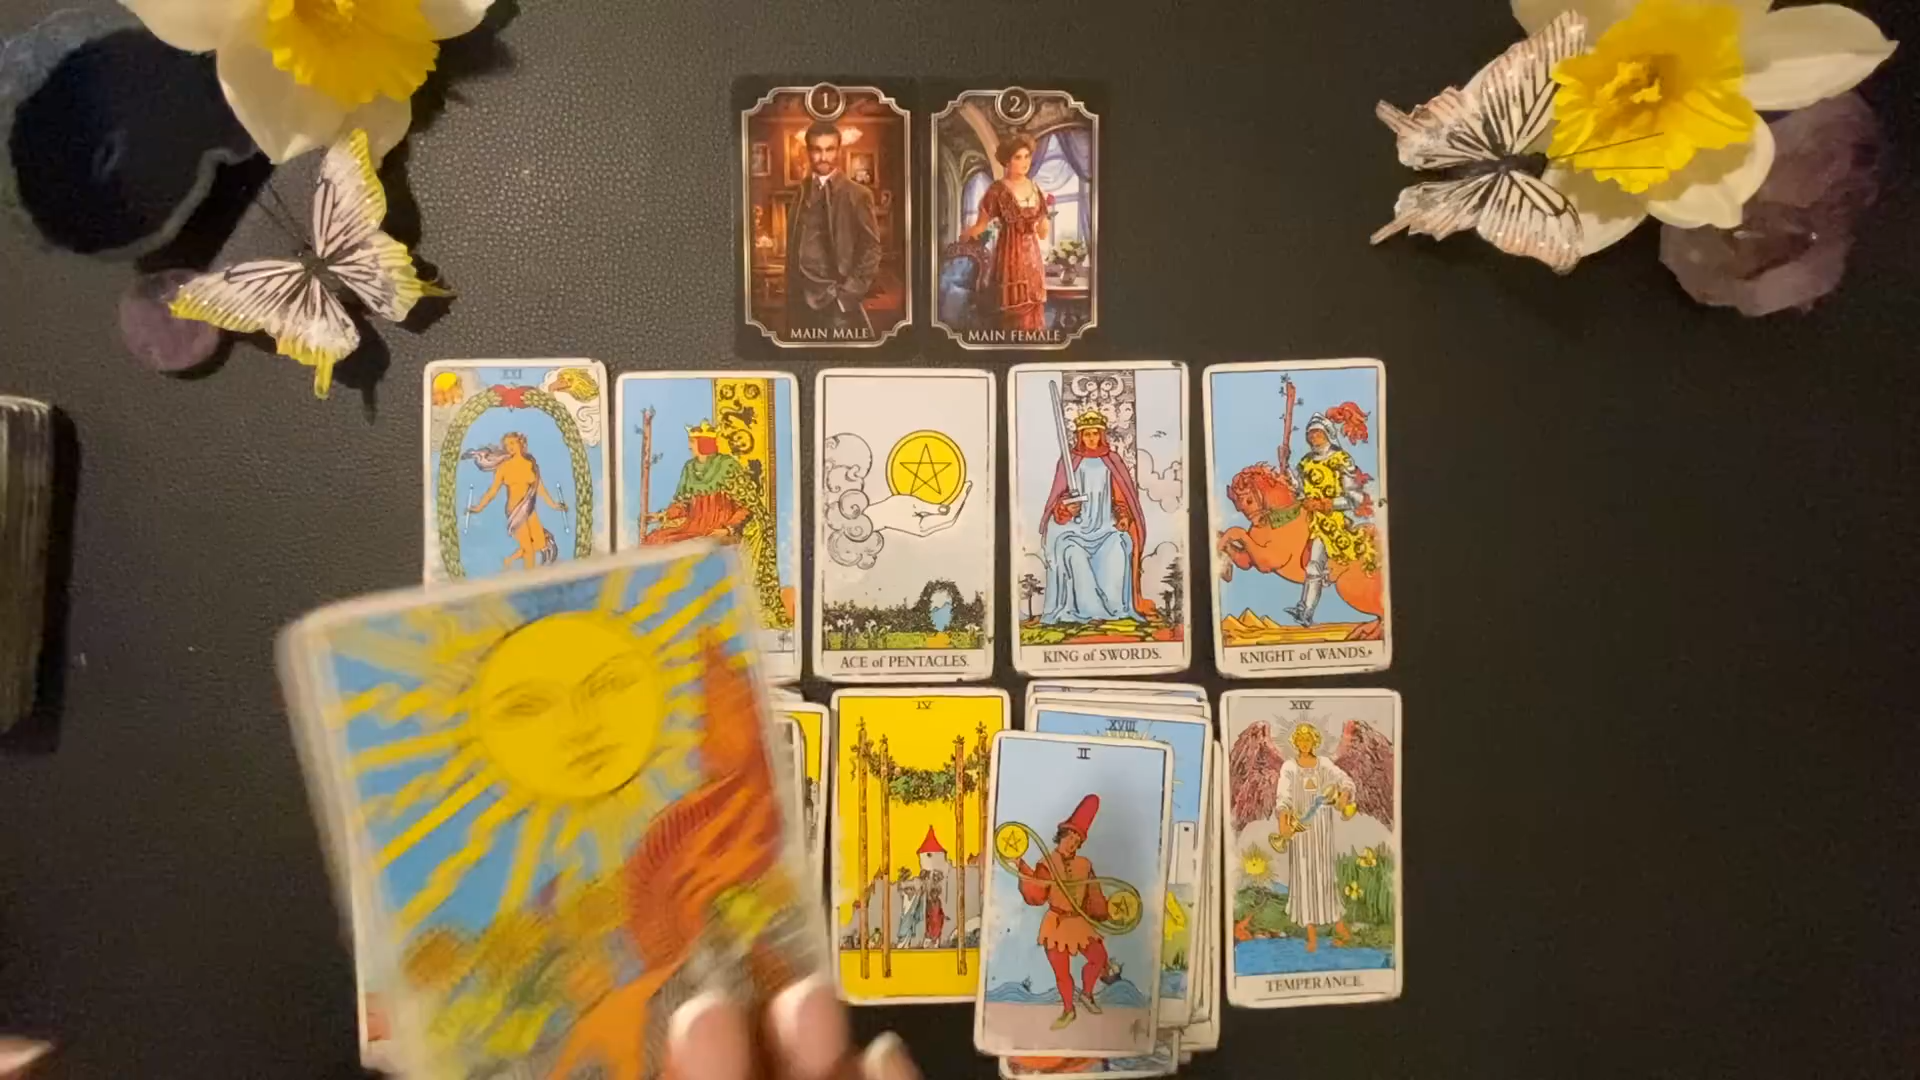 1
2
MAIN MALE
MAIN FEMALE
XXI
ACE of PENTACLES.
KING of SWORDS.
KNIGHT of WANDS.
IV
XVIII
II
XIV
TEMPERANCE.